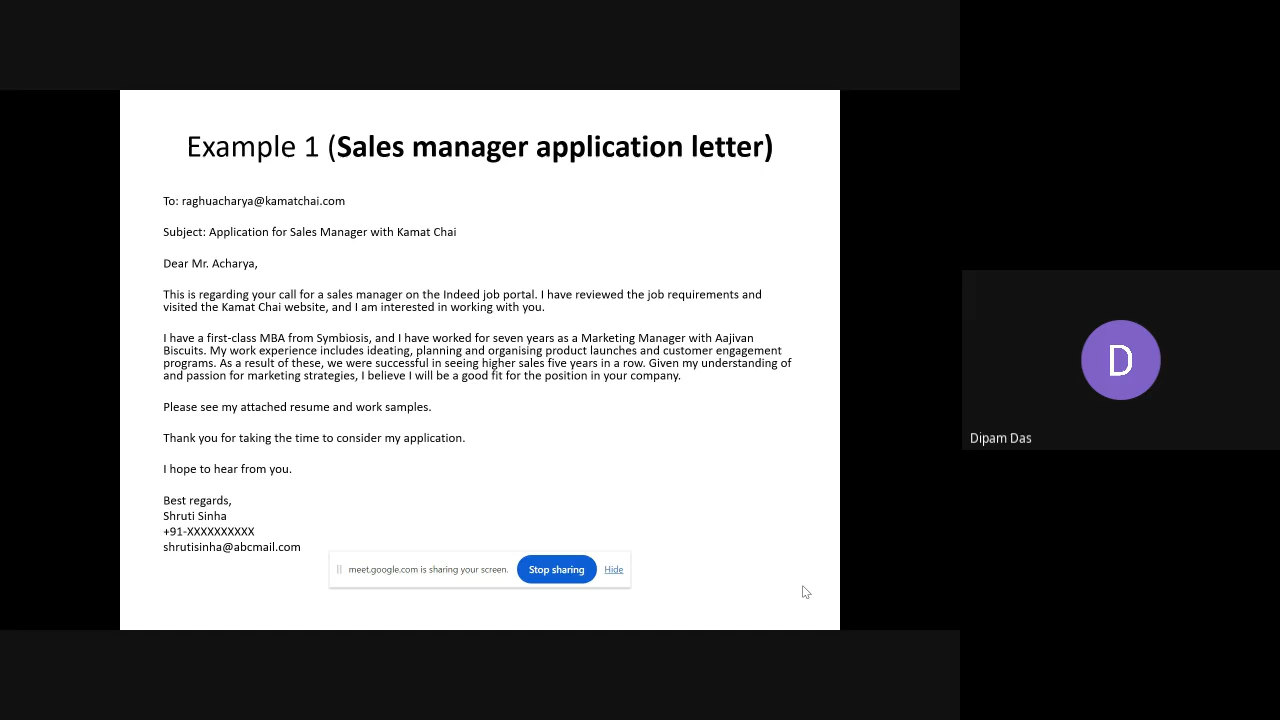 Example 1 (Sales manager application letter)
To: raghuacharya@kamatchai.com
Subject: Application for Sales Manager with Kamat Chai
Dear Mr. Acharya,
This is regarding your call for a sales manager on the Indeed job portal. I have reviewed the job requirements and
visited the Kamat Chai website, and I am interested in working with you.
I have a first-class MBA from Symbiosis, and I have worked for seven years as a Marketing Manager with Aajivan
Biscuits. My work experience includes ideating, planning and organising product launches and customer engagement
programs. As a result of these, we were successful in seeing higher sales five years in a row. Given my understanding of
and passion for marketing strategies, I believe I will be a good fit for the position in your company.
Please see my attached resume and work samples.
Thank you for taking the time to consider my application.
I hope to hear from you.
Best regards,
Shruti Sinha
+91-XXXXXXXXXX
shrutisinha@abcmail.com
meet.google.com is sharing your screen. Stop sharing Hide
D
Dipam Das